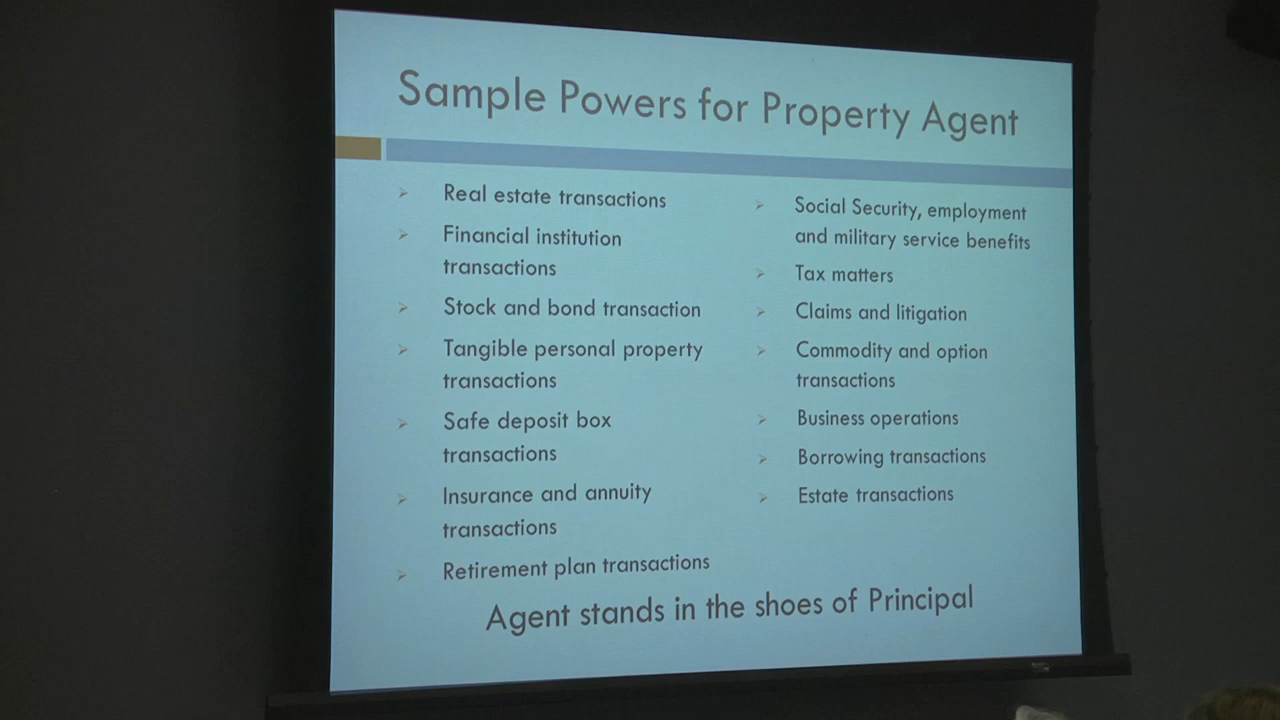 Sample Powers for Property Agent
Real estate transactions
Financial institution
transactions
Stock and bond transaction
Tangible personal property
transactions
Safe deposit box
transactions
Insurance and annuity
transactions
Retirement plan transactions
Social Security, employment
and military service benefits
Tax matters
Claims and litigation
Commodity and option
transactions
Business operations
Borrowing transactions
Estate transactions
Agent stands in the shoes of Principal